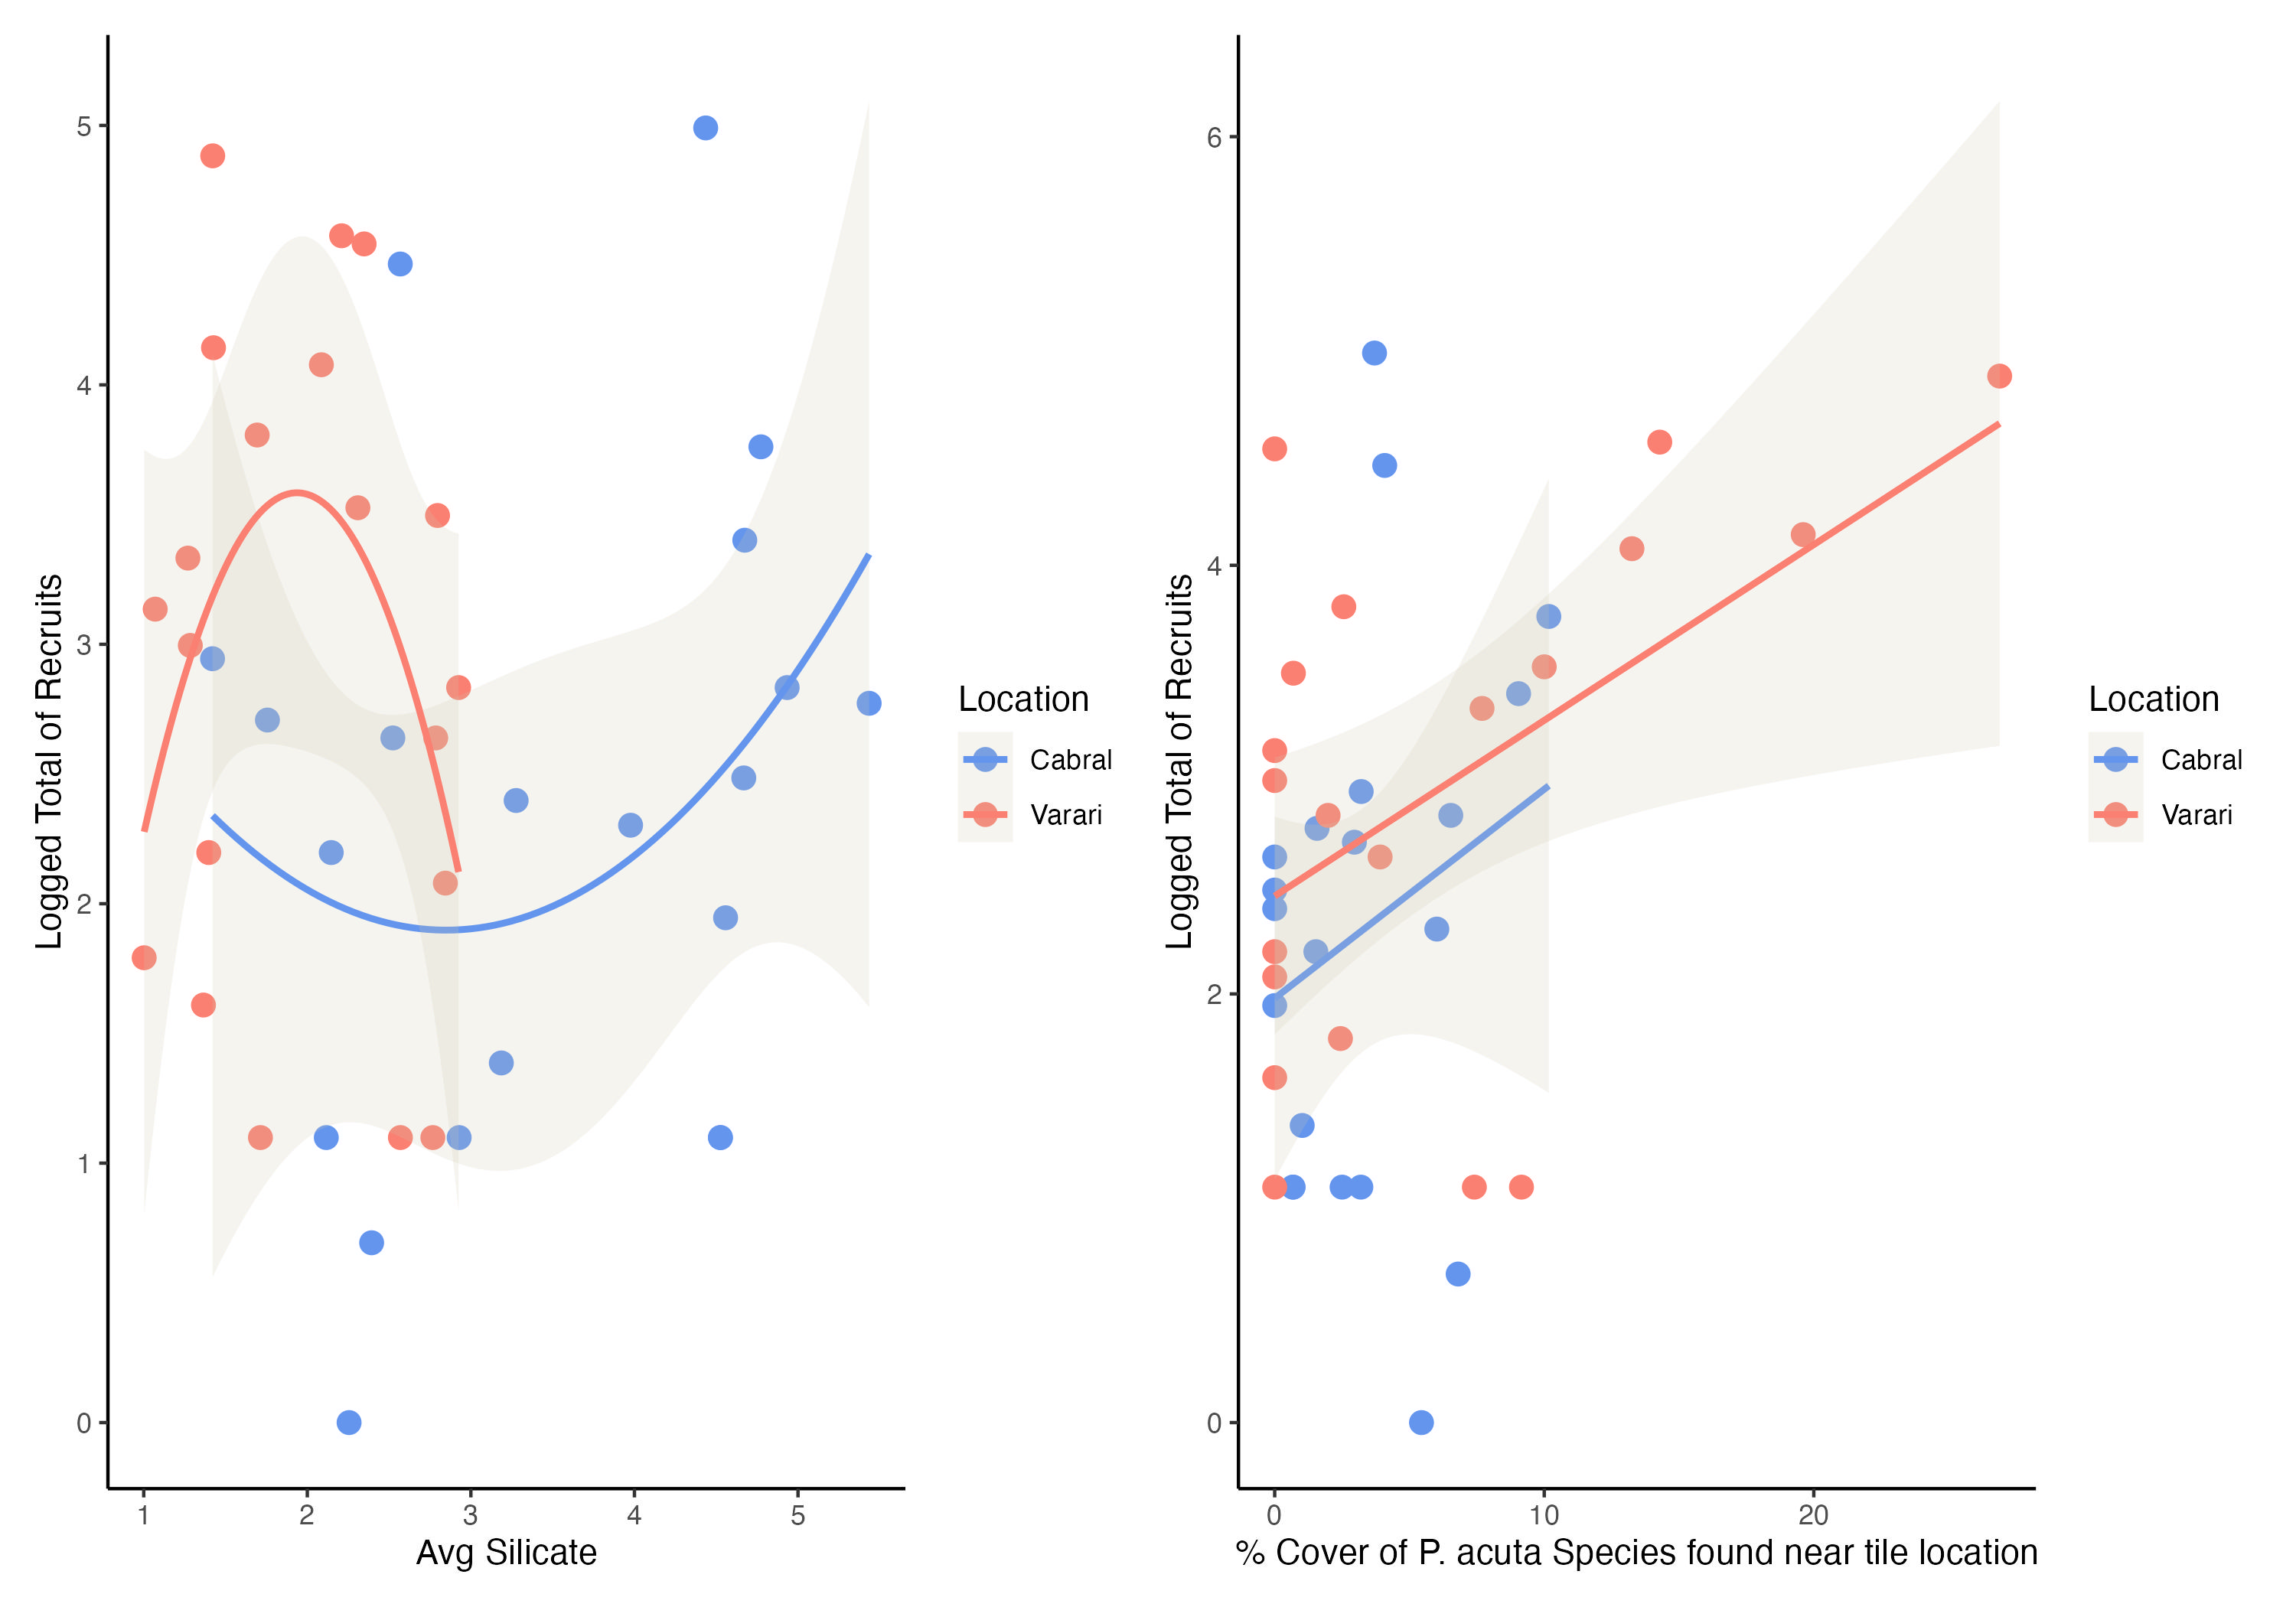 Logged Total of Recruits
5
4
3
2
1
0
1 2 3 4 5
Avg Silicate
Location
Cabral
Varari
Logged Total of Recruits
6
4
2
0
0 10 20
% Cover of P. acuta Species found near tile location
Location
Cabral
Varari